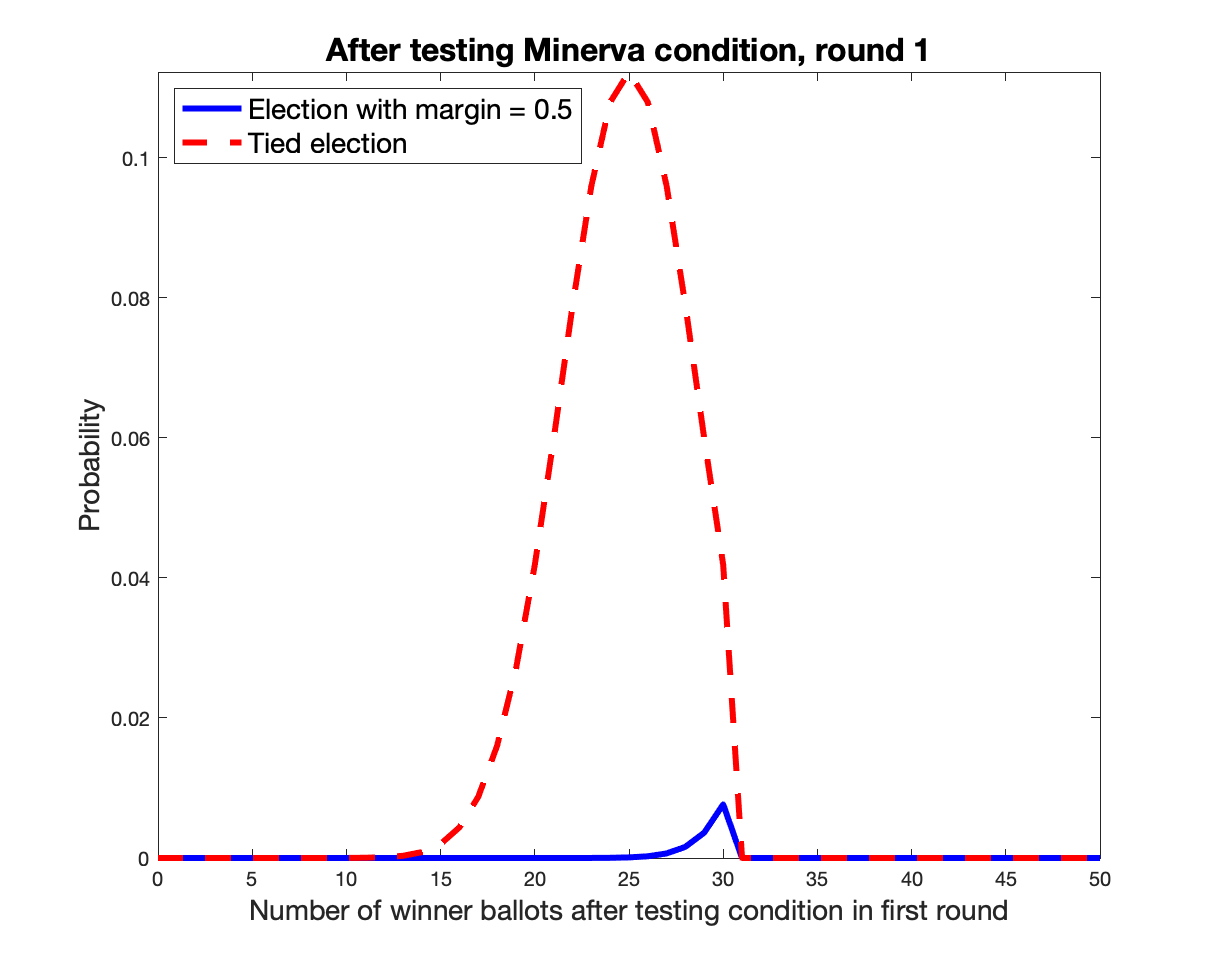 After testing Minerva condition, round 1
Election with margin = 0.5
Tied election
0.1
0.08
0.06
0.04
0.02
0
Probability
0 5 10 15 20 25 30 35 40 45 50
Number of winner ballots after testing condition in first round